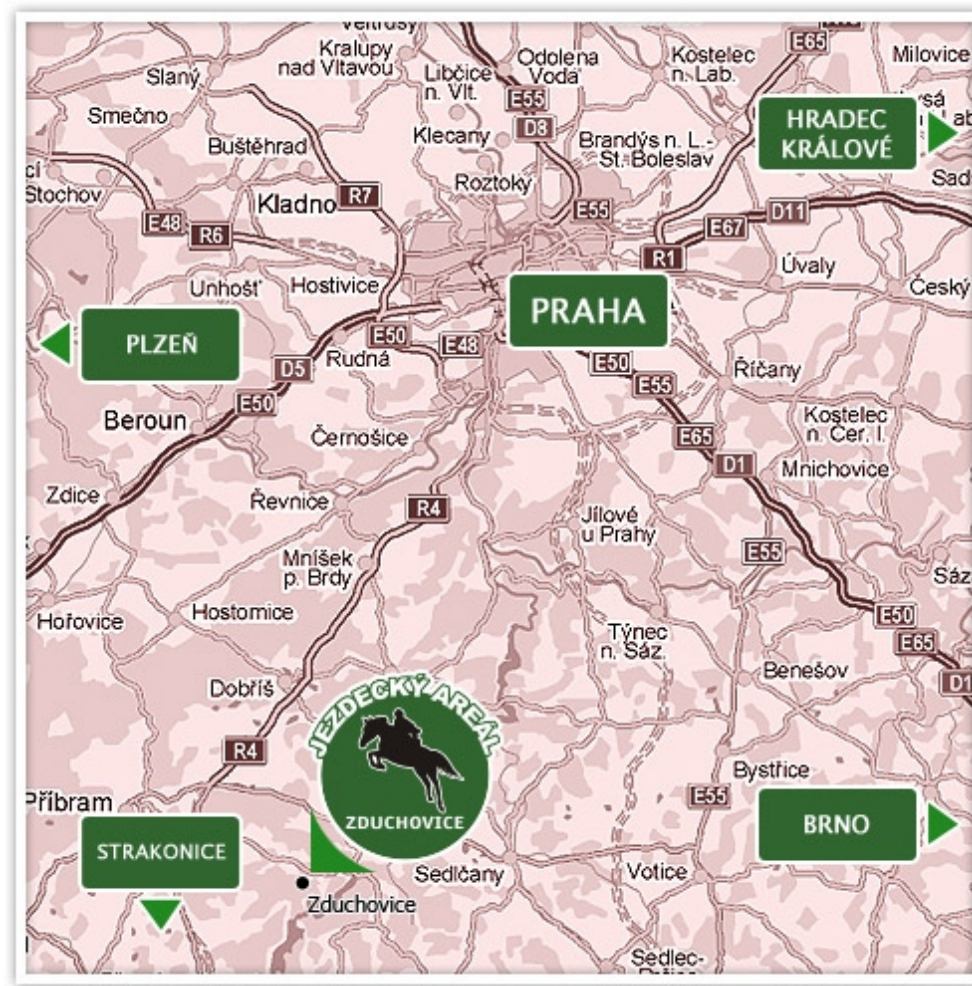 E65
Kralupy
nad Vltavou
Odolena
Voda
Kostelec
n. Lab.
Milovice
Slaný
Libčice
n. Vlt.
E55
D8
Smečno
Klecany
Brandýs n. L.-
St. Boleslav
HRADEC
KRÁLOVÉ
Buštěhrad
Stochov
Roztoky
R7
Kladno
E55
D11
E48
R6
E67
R1
Unhošť
Hostivice
Úvaly
Český
PRAHA
PLZEŇ
E50
Rudná
E48
E50
D5
E55
Říčany
E50
Beroun
Černošice
E65
Kostelec
n. Čer. l.
D1
Mnichovice
Zdice
Řevnice
R4
Jílové
u Prahy
Mníšek
p. Brdy
E55
Hořovice
Hostomice
E50
Týnec
n. Sáz.
E65
Benešov
Dobříš
D1
JEZDECKÝ AREÁL
R4
Bystřice
Příbram
E55
ZDUCHOVICE
BRNO
STRAKONICE
Sedlčany
Votice
Zduchovice
Sedlec-